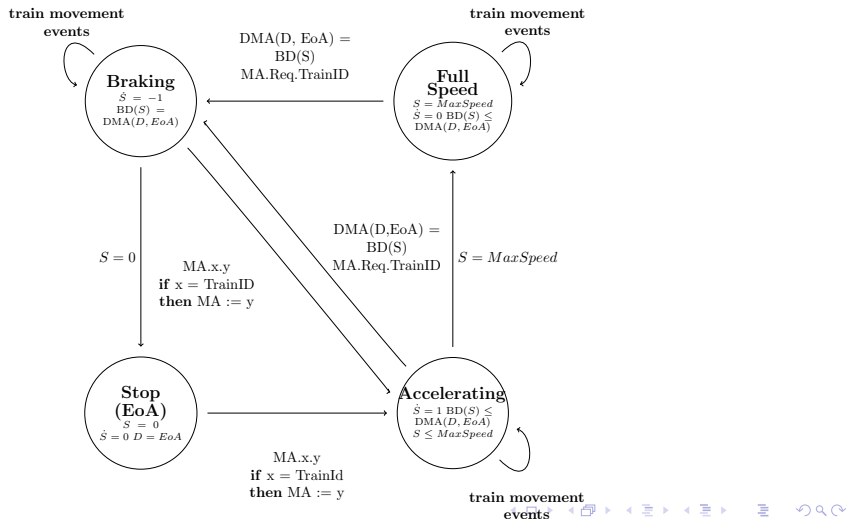 train movement
events
train movement
events
DMA(D, EoA) =
BD(S)
MA.Req.TrainID
Braking
Ṡ = −1
BD(S) =
DMA(D, EoA)
Full
Speed
S = MaxSpeed
Ṡ = 0 BD(S) ≤
DMA(D, EoA)
DMA(D,EoA) =
BD(S)
MA.Req.TrainID
S = 0
S = MaxSpeed
MA.x.y
if x = TrainID
then MA := y
Stop
(EoA)
S = 0
Ṡ = 0 D = EoA
Accelerating
Ṡ = 1 BD(S) ≤
DMA(D, EoA)
S ≤ MaxSpeed
MA.x.y
if x = TrainId
then MA := y
train movement
events